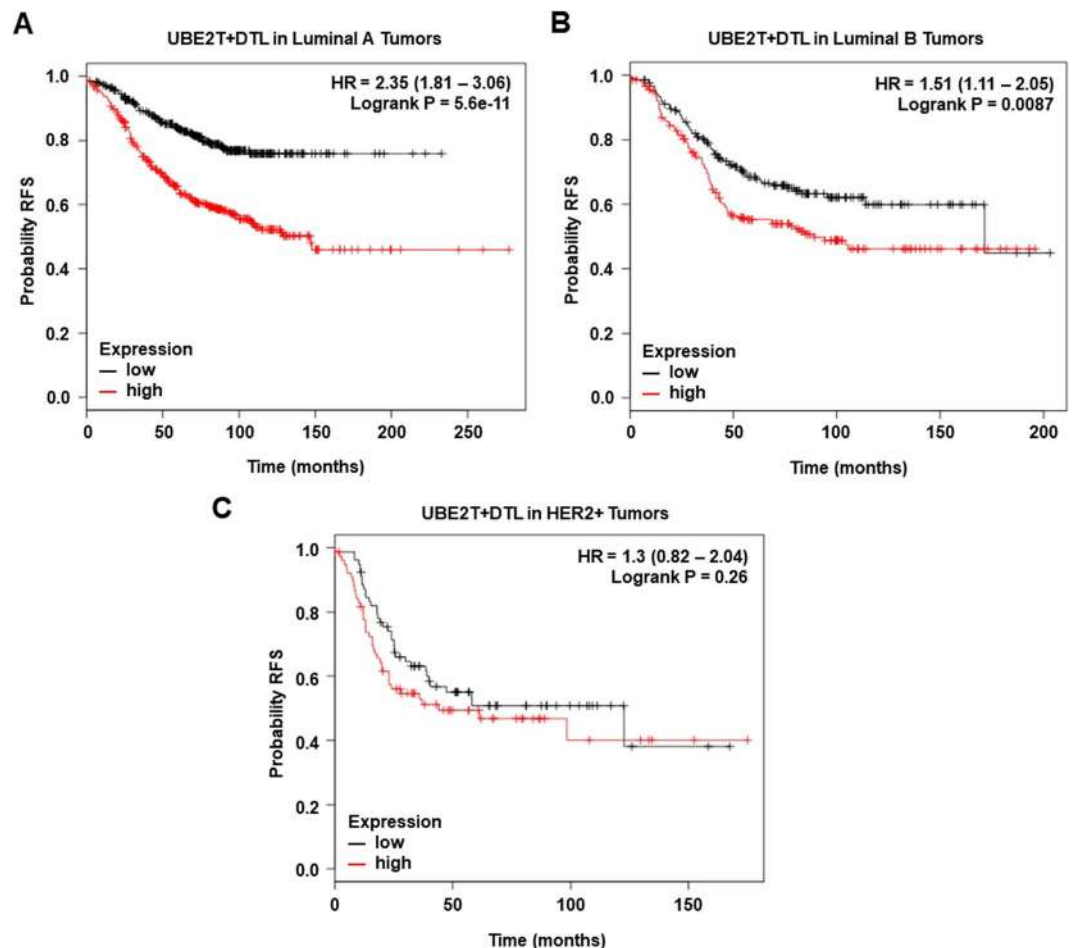 A
UBE2T+DTL in Luminal A Tumors
HR = 2.35 (1.81 – 3.06)
Logrank P = 5.6e-11
Probability RFS
1.0
0.8
0.6
0.4
0.2
0.0
Expression
low
high
0 50 100 150 200 250
Time (months)
B
UBE2T+DTL in Luminal B Tumors
HR = 1.51 (1.11 – 2.05)
Logrank P = 0.0087
Probability RFS
1.0
0.8
0.6
0.4
0.2
0.0
Expression
low
high
0 50 100 150 200
Time (months)
C
UBE2T+DTL in HER2+ Tumors
HR = 1.3 (0.82 – 2.04)
Logrank P = 0.26
Probability RFS
1.0
0.8
0.6
0.4
0.2
0.0
Expression
low
high
0 50 100 150
Time (months)